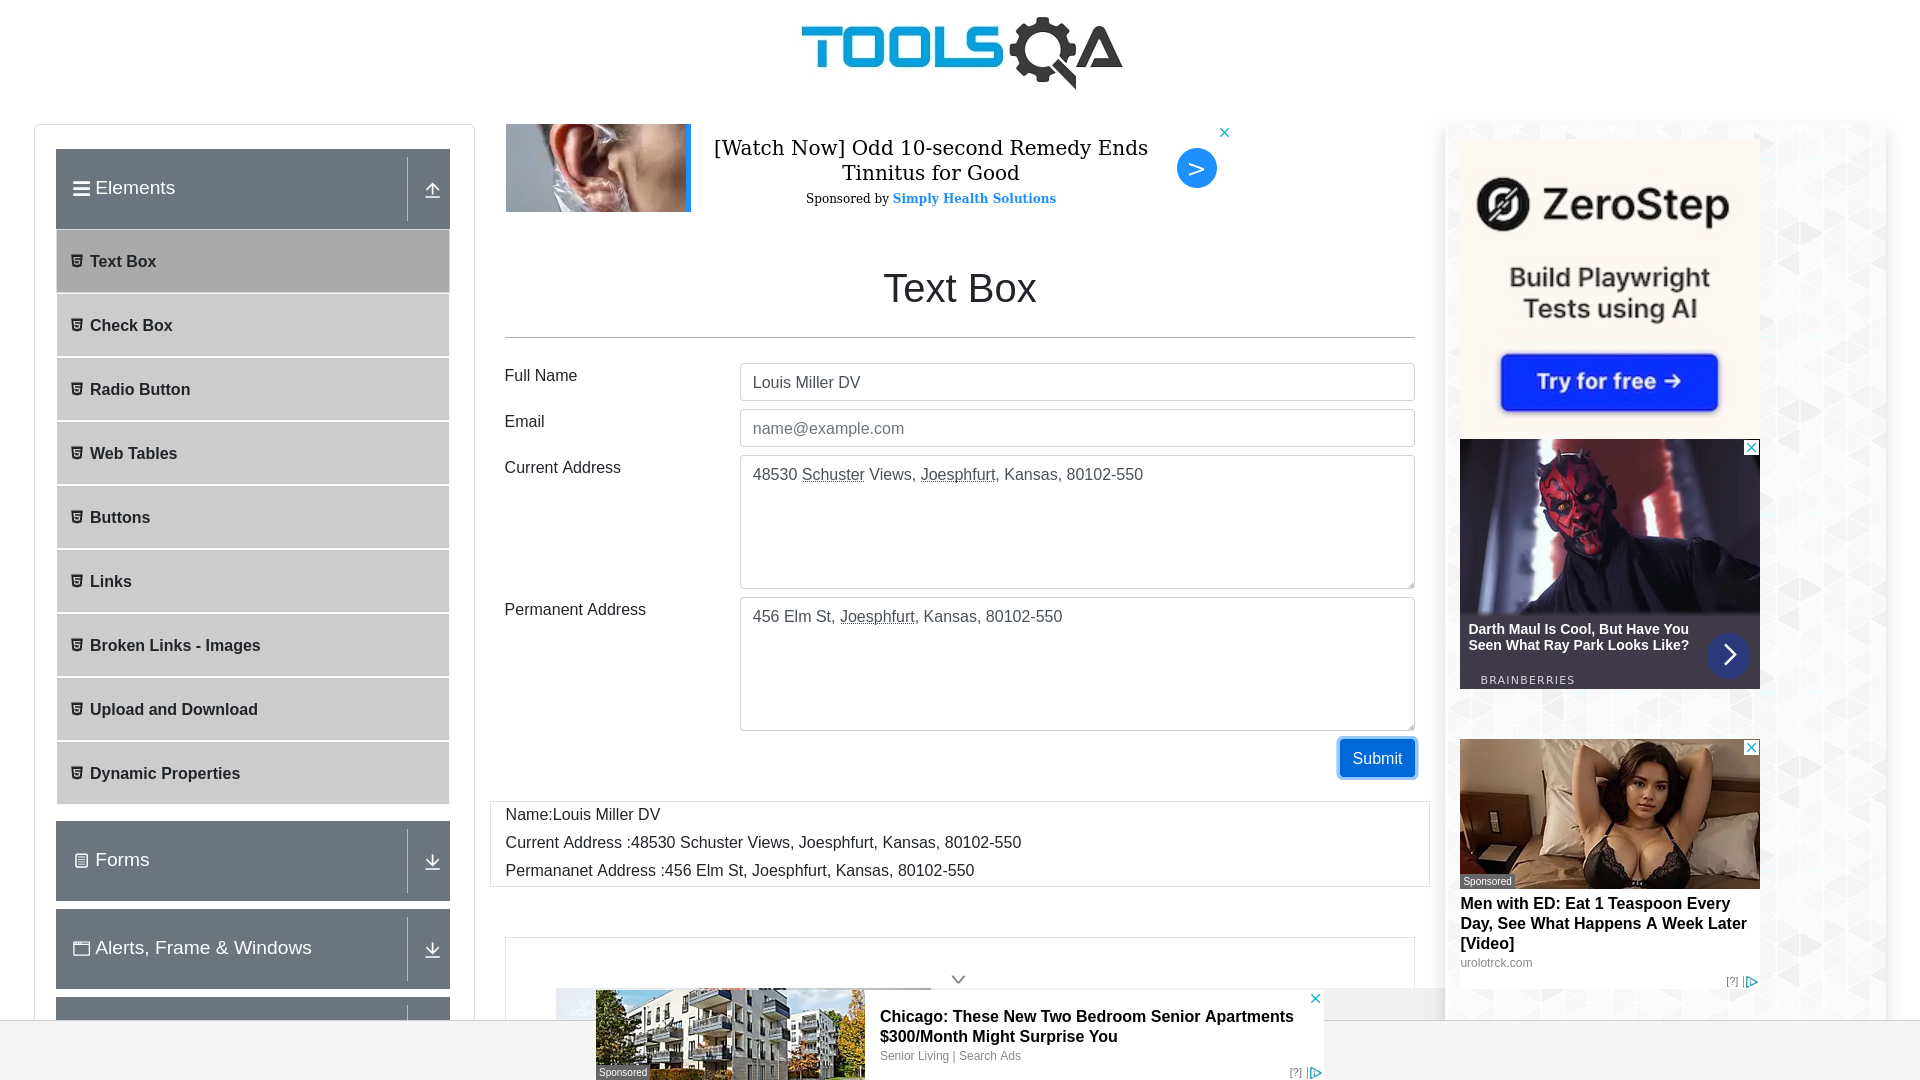 TOOLSQA
Elements
Text Box
Check Box
Radio Button
Web Tables
Buttons
Links
Broken Links - Images
Upload and Download
Dynamic Properties
Forms
Alerts, Frame & Windows
[Watch Now] Odd 10-second Remedy Ends
Tinnitus for Good
Sponsored by Simply Health Solutions
>
Text Box
Full Name
Louis Miller DV
Email
name@example.com
Current Address
48530 Schuster Views, Joesphfurt, Kansas, 80102-550
Permanent Address
456 Elm St, Joesphfurt, Kansas, 80102-550
Submit
Name:Louis Miller DV
Current Address :48530 Schuster Views, Joesphfurt, Kansas, 80102-550
Permananet Address :456 Elm St, Joesphfurt, Kansas, 80102-550
ZeroStep
Build Playwright
Tests using AI
Try for free →
Darth Maul Is Cool, But Have You
Seen What Ray Park Looks Like?
BRAINBERRIES
Sponsored
Men with ED: Eat 1 Teaspoon Every
Day, See What Happens A Week Later
[Video]
urolotrck.com
[?]
Chicago: These New Two Bedroom Senior Apartments
$300/Month Might Surprise You
Senior Living | Search Ads
Sponsored
[?]